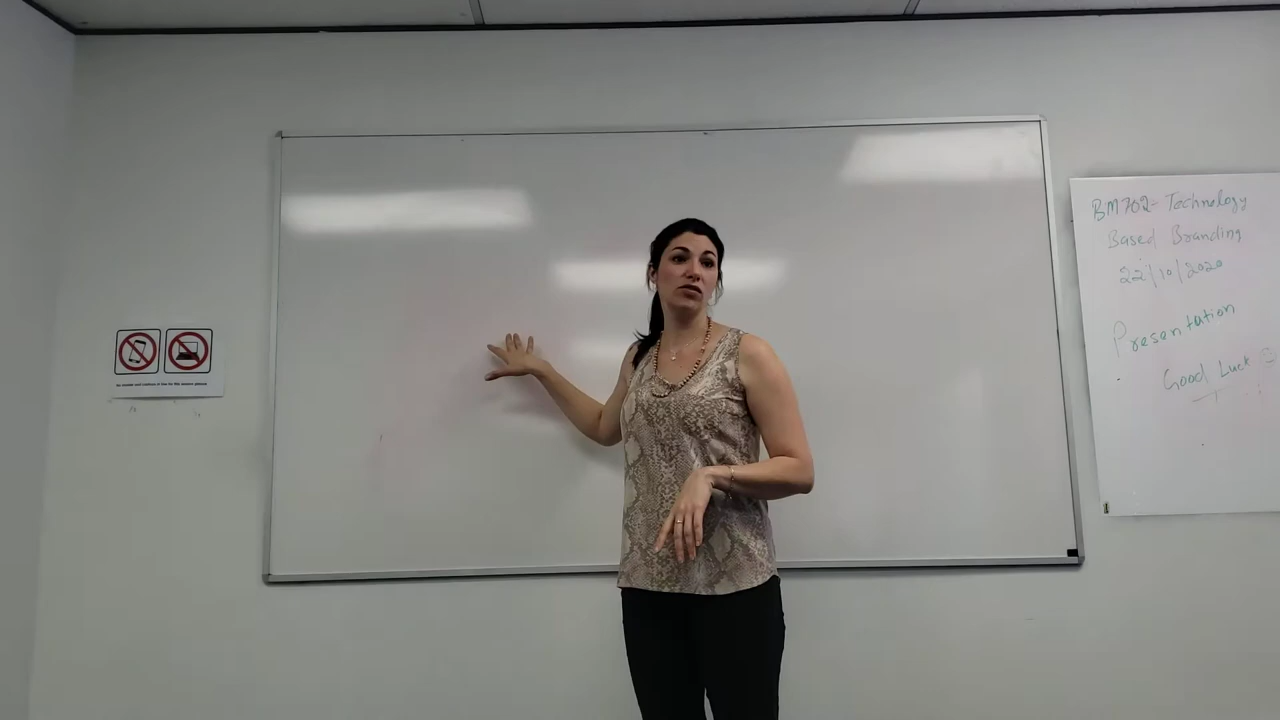 BM702- Technology
Based Branding
22/10/2020
Presentation
Good Luck